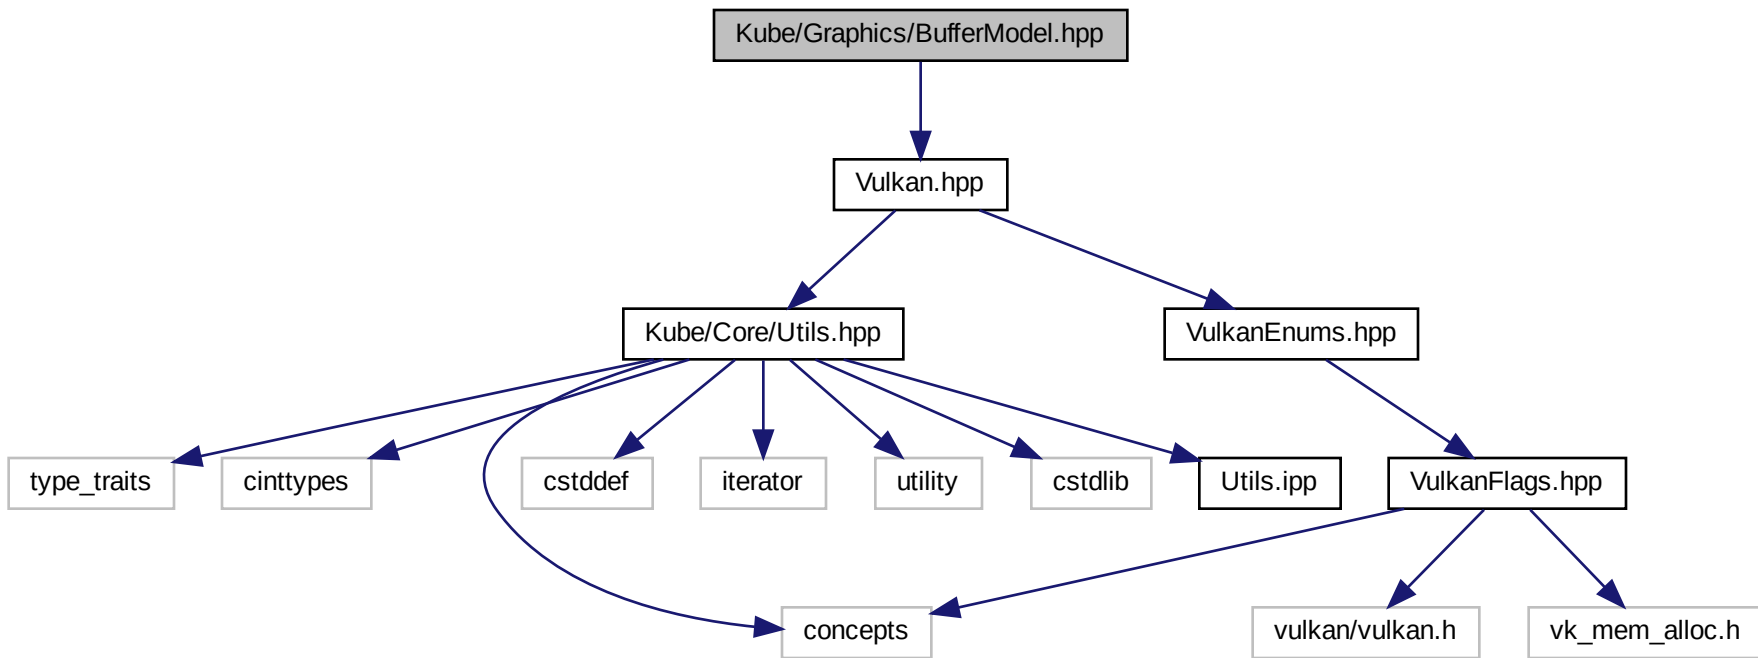 Kube/Graphics/BufferModel.hpp
Vulkan.hpp
Kube/Core/Utils.hpp
VulkanEnums.hpp
type_traits
cinttypes
cstddef
iterator
utility
cstdlib
Utils.ipp
VulkanFlags.hpp
concepts
vulkan/vulkan.h
vk_mem_alloc.h